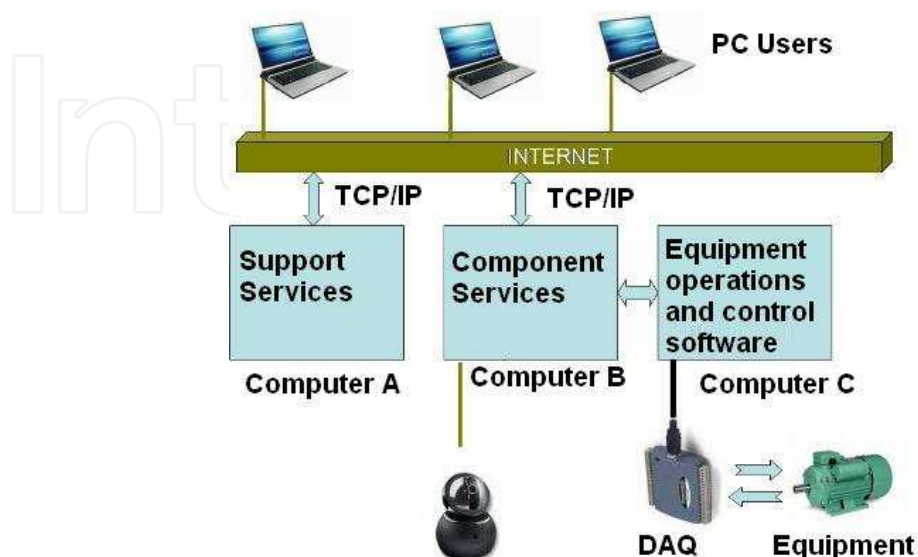 PC Users
INTERNET
TCP/IP
TCP/IP
Support
Services
Component
Services
Equipment
operations
and control
software
Computer A
Computer B
Computer C
DAQ
Equipment
Int